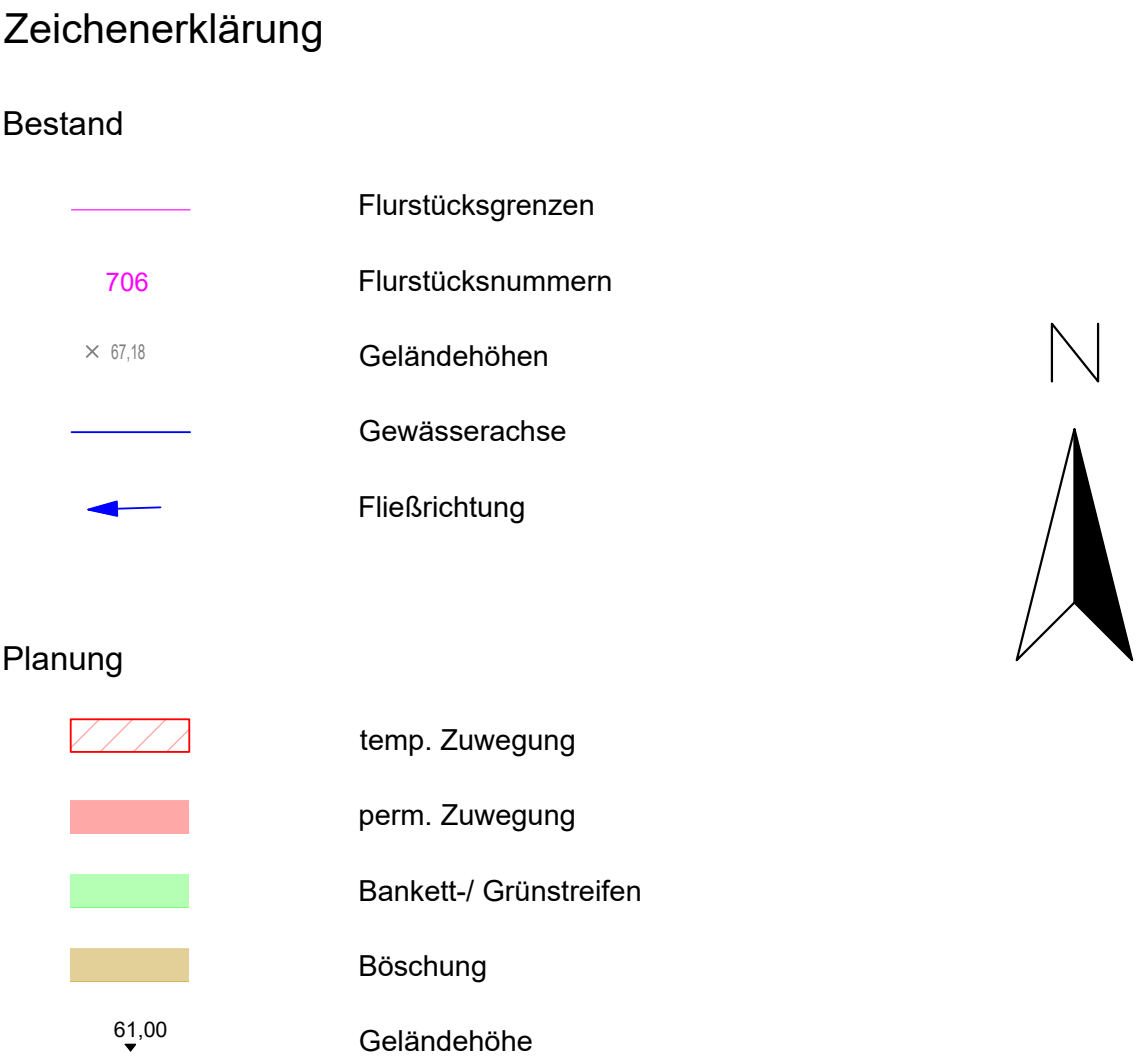 Zeichenerklärung
Bestand
Flurstücksgrenzen
706 Flurstücksnummern
× 67,18 Geländehöhen
N
Gewässerachse
Fließrichtung
Planung
temp. Zuwegung
perm. Zuwegung
Bankett-/ Grünstreifen
Böschung
61,00 Geländehöhe